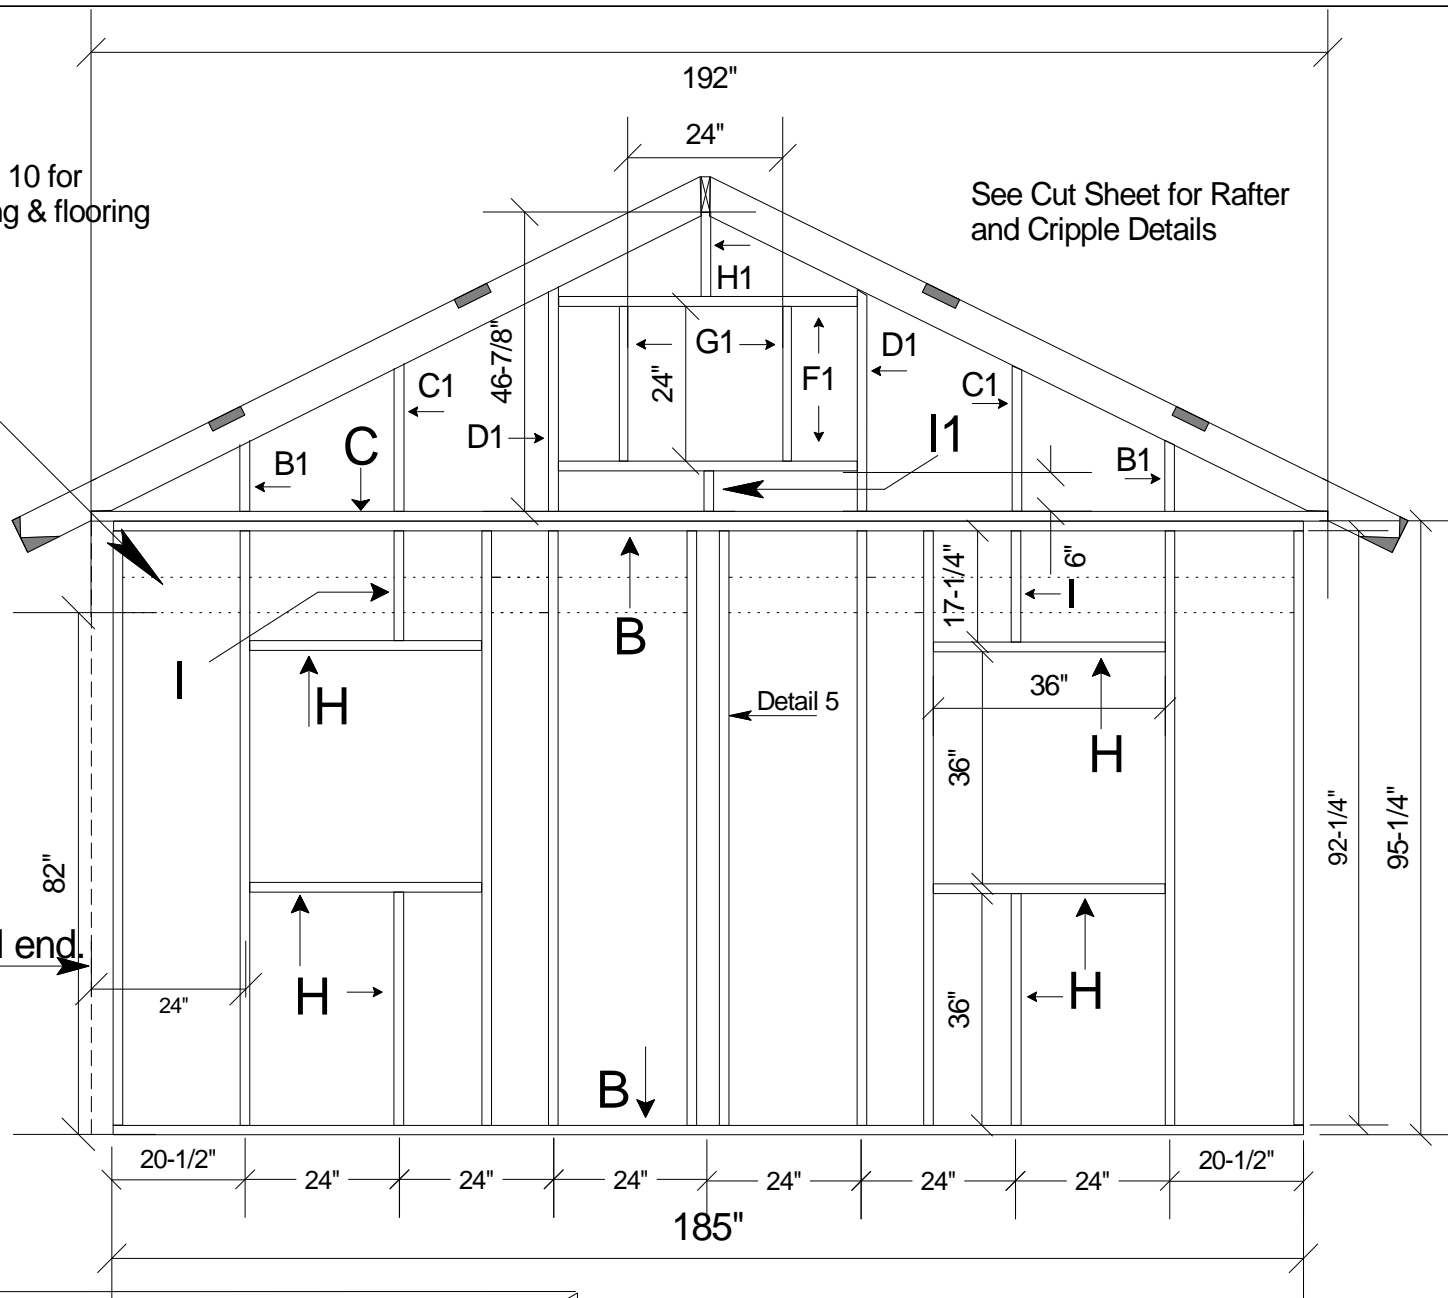 192"
24"
10 for
g & flooring
See Cut Sheet for Rafter
and Cripple Details
H1
46-7/8"
G1
D1
24"
F1
C1
C1
D1
I1
C
B1
B1
17-1/4"
6"
I
B
I
H
36"
Detail 5
H
36"
92-1/4"
95-1/4"
82"
end.
24"
H
H
36"
B
20-1/2"
24"
24"
24"
24"
24"
24"
20-1/2"
185"